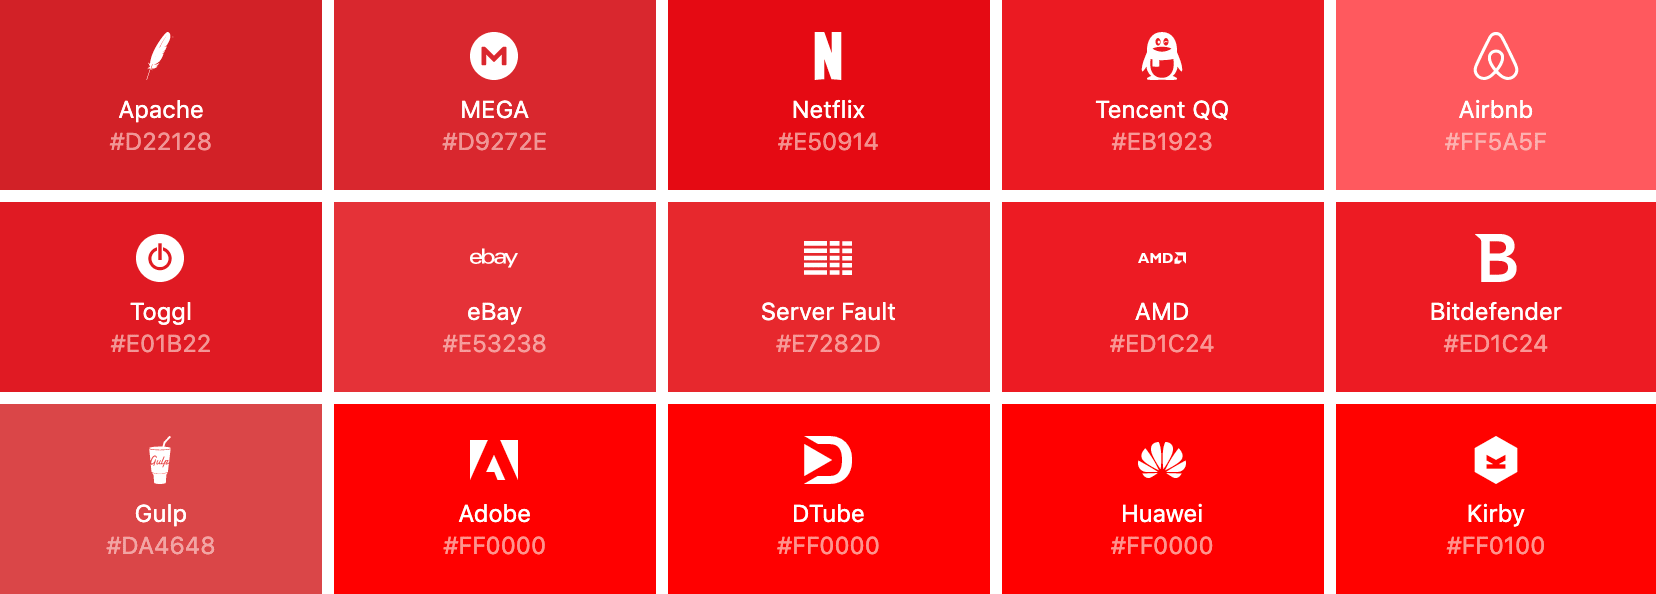 Apache
#D22128
MEGA
#D9272E
Netflix
#E50914
Tencent QQ
#EB1923
Airbnb
#FF5A5F
Toggl
#E01B22
ebay
eBay
#E53238
Server Fault
#E7282D
AMD
AMD
#ED1C24
B
Bitdefender
#ED1C24
Gulp
Gulp
#DA4648
Adobe
#FF0000
DTube
#FF0000
Huawei
#FF0000
Kirby
#FF0100